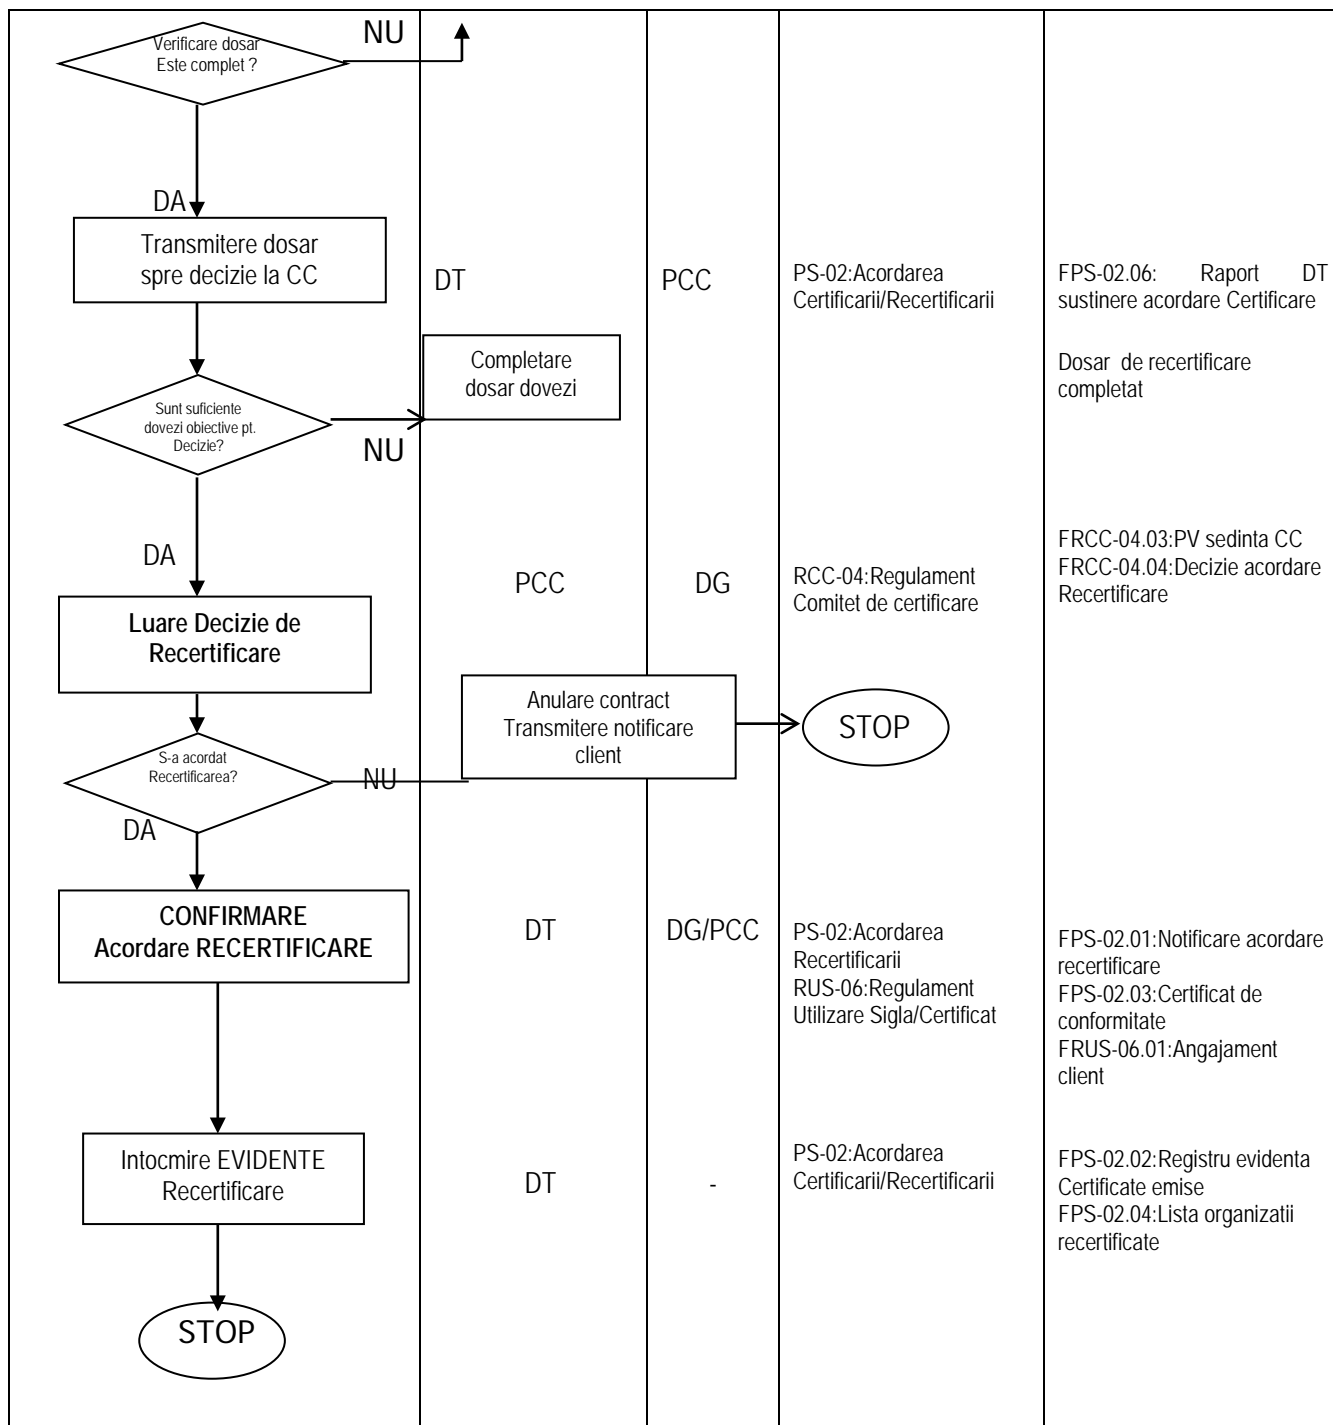 Verificare dosar
Este complet ?
NU
DA
Transmitere dosar
spre decizie la CC
DT
PCC
PS-02:Acordarea
Certificarii/Recertificarii
FPS-02.06: Raport DT
sustinere acordare Certificare
Dosar de recertificare
completat
Completare
dosar dovezi
Sunt suficiente
dovezi obiective pt.
Decizie?
NU
DA
PCC
DG
RCC-04:Regulament
Comitet de certificare
FRCC-04.03:PV sedinta CC
FRCC-04.04:Decizie acordare
Recertificare
Luare Decizie de
Recertificare
Anulare contract
Transmitere notificare
client
STOP
S-a acordat
Recertificarea?
NU
DA
CONFIRMARE
Acordare RECERTIFICARE
DT
DG/PCC
PS-02:Acordarea
Recertificarii
RUS-06:Regulament
Utilizare Sigla/Certificat
FPS-02.01:Notificare acordare
recertificare
FPS-02.03:Certificat de
conformitate
FRUS-06.01:Angajament
client
Intocmire EVIDENTE
Recertificare
DT
-
PS-02:Acordarea
Certificarii/Recertificarii
FPS-02.02:Registru evidenta
Certificate emise
FPS-02.04:Lista organizatii
recertificate
STOP